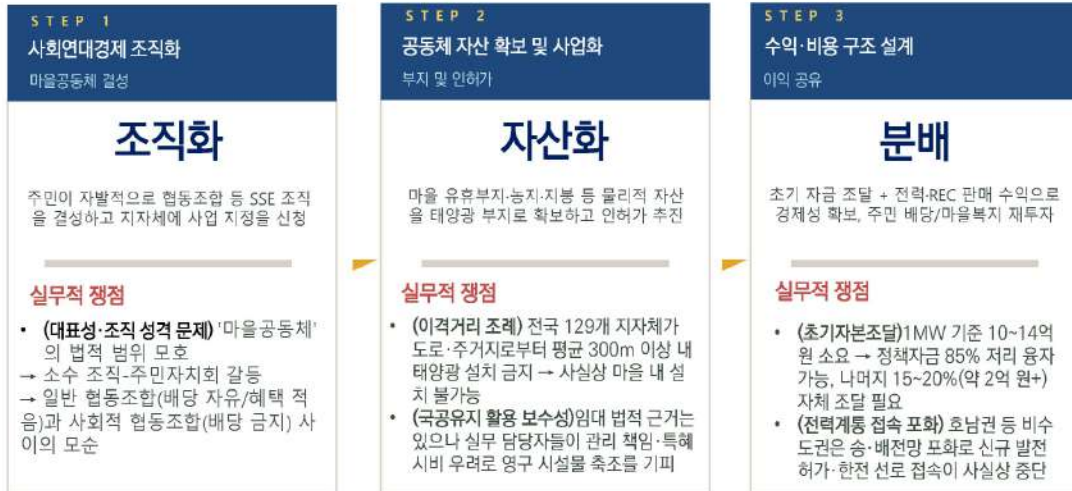 STEP 1
사회연대경제 조직화
마을공동체 결성
조직화
주민이 자발적으로 협동조합 등 SSE 조직
을 결성하고 지자체에 사업 지정을 신청
실무적 쟁점
• (대표성·조직 성격 문제) '마을공동체'
의 법적 범위 모호
→ 소수 조직-주민자치회 갈등
→ 일반 협동조합(배당 자유/혜택 적
음)과 사회적 협동조합(배당 금지) 사
이의 모순
STEP 2
공동체 자산 확보 및 사업화
부지 및 인허가
자산화
마을 유휴부지·농지·지붕 등 물리적 자산
을 태양광 부지로 확보하고 인허가 추진
실무적 쟁점
• (이격거리 조례) 전국 129개 지자체가
도로·주거지로부터 평균 300m 이상 내
태양광 설치 금지 → 사실상 마을 내 설
치 불가능
• (국공유지 활용 보수성)임대 법적 근거는
있으나 실무 담당자들이 관리 책임·특혜
시비 우려로 영구 시설물 축조를 기피
STEP 3
수익·비용 구조 설계
이익 공유
분배
초기 자금 조달 + 전력·REC 판매 수익으로
경제성 확보, 주민 배당/마을복지 재투자
실무적 쟁점
• (초기자본조달)1MW 기준 10~14억
원 소요 → 정책자금 85% 저리 융자
가능, 나머지 15~20%(약 2억 원+)
자체 조달 필요
• (전력계통 접속 포화) 호남권 등 비수
도권은 송·배전망 포화로 신규 발전
허가·한전 선로 접속이 사실상 중단